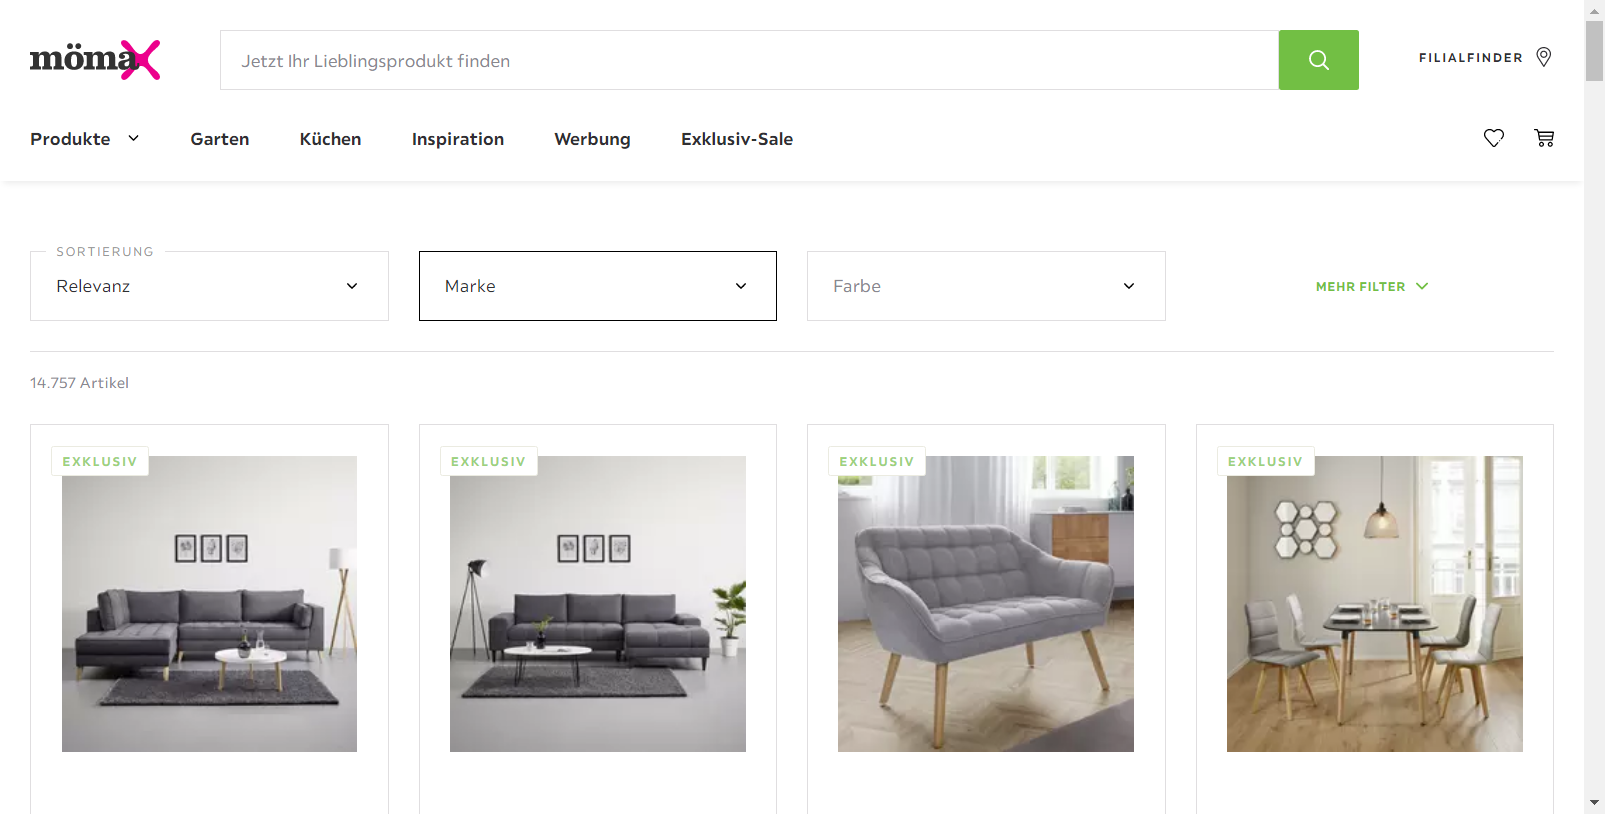 mömax
Jetzt Ihr Lieblingsprodukt finden
FILIALFINDER
Produkte
Garten
Küchen
Inspiration
Werbung
Exklusiv-Sale
SORTIERUNG
Relevanz
Marke
Farbe
MEHR FILTER
14.757 Artikel
EXKLUSIV
EXKLUSIV
EXKLUSIV
EXKLUSIV